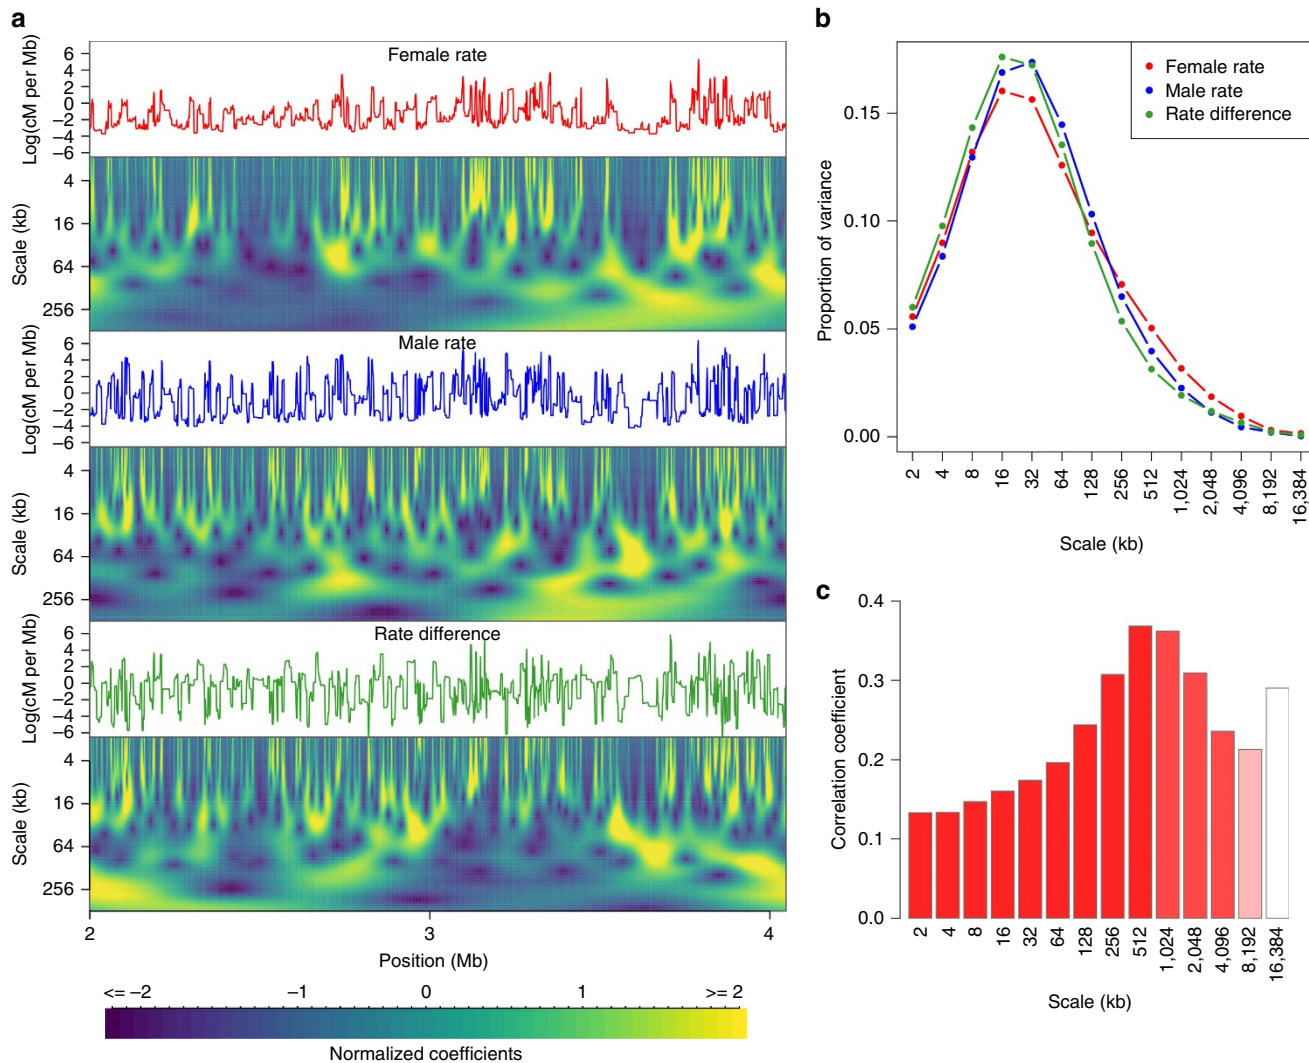 a
Female rate
Log(cM per Mb)
6
4
2
0
−2
−4
−6
Scale (kb)
4
16
64
256
Male rate
Log(cM per Mb)
6
4
2
0
−2
−4
−6
Scale (kb)
4
16
64
256
Rate difference
Log(cM per Mb)
6
4
2
0
−2
−4
−6
Scale (kb)
4
16
64
256
2 3 4
Position (Mb)
<= −2 −1 0 1 >= 2
Normalized coefficients
b
Female rate
Male rate
Rate difference
Proportion of variance
0.15
0.10
0.05
0.00
2 4 8 16 32 64 128 256 512 1,024 2,048 4,096 8,192 16,384
Scale (kb)
c
Correlation coefficient
0.4
0.3
0.2
0.1
0.0
2 4 8 16 32 64 128 256 512 1,024 2,048 4,096 8,192 16,384
Scale (kb)